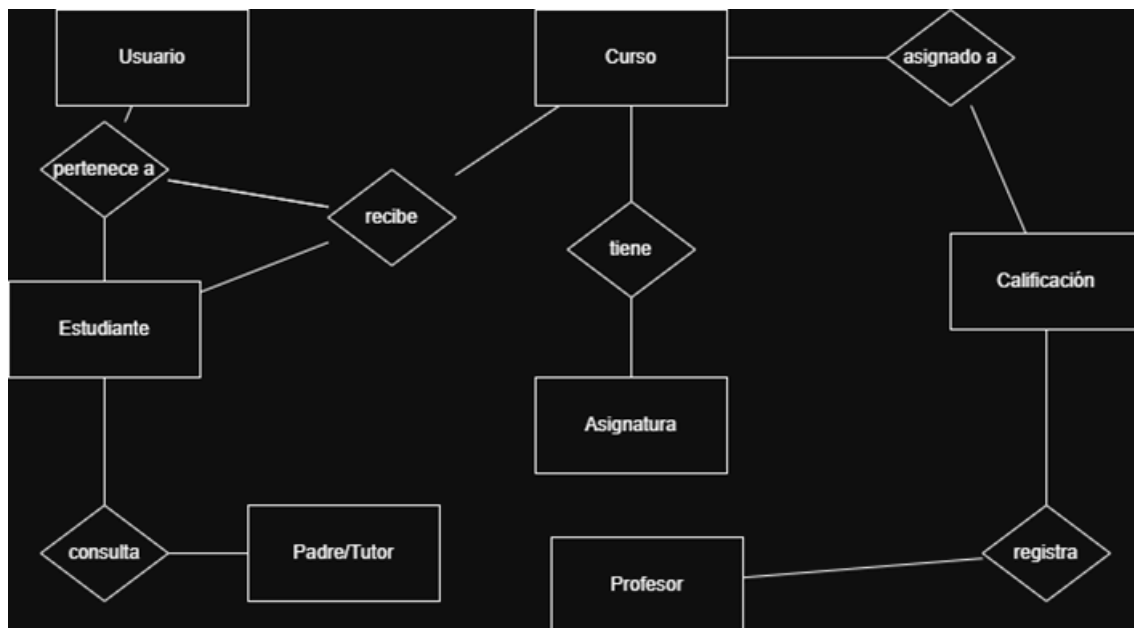 Usuario
Curso
asignado a
pertenece a
recibe
tiene
Calificación
Estudiante
Asignatura
consulta
Padre/Tutor
Profesor
registra